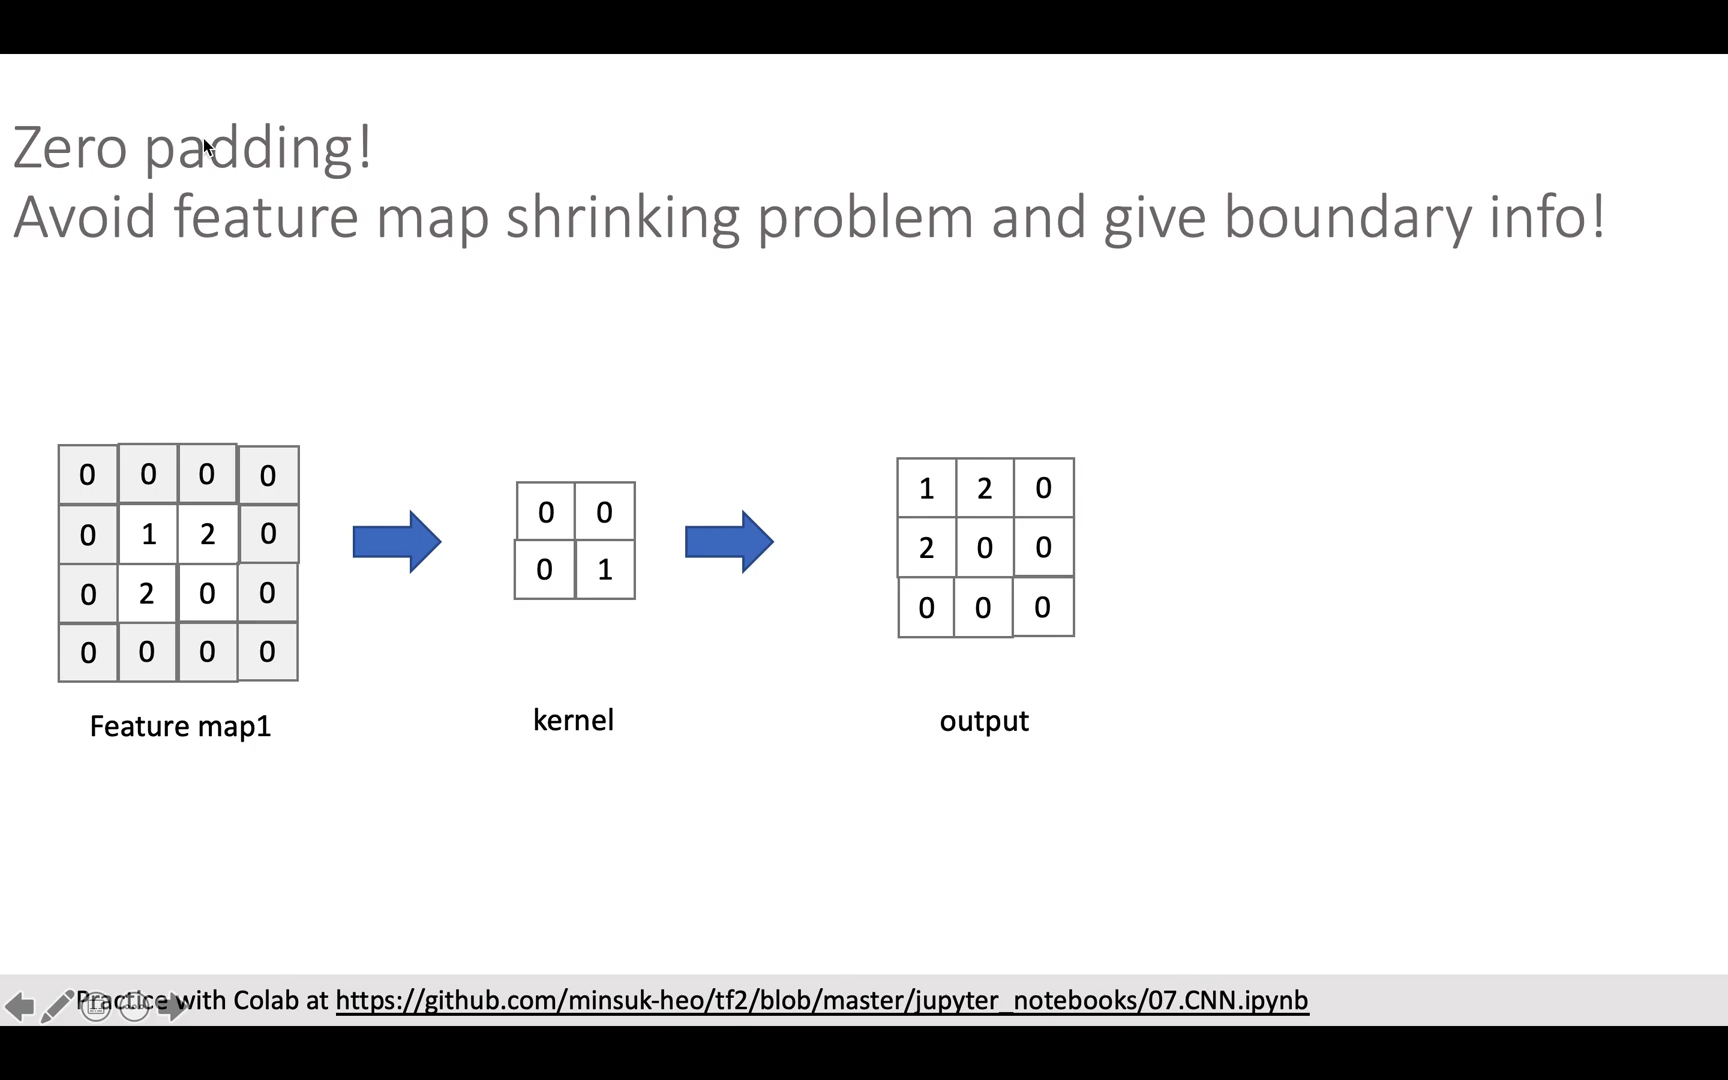 Zero padding!
Avoid feature map shrinking problem and give boundary info!
0 0 0 0
0 1 2 0
0 2 0 0
0 0 0 0
Feature map1
0 0
0 1
kernel
1 2 0
2 0 0
0 0 0
output
Practice with Colab at https://github.com/minsuk-heo/tf2/blob/master/jupyter_notebooks/07.CNN.ipynb